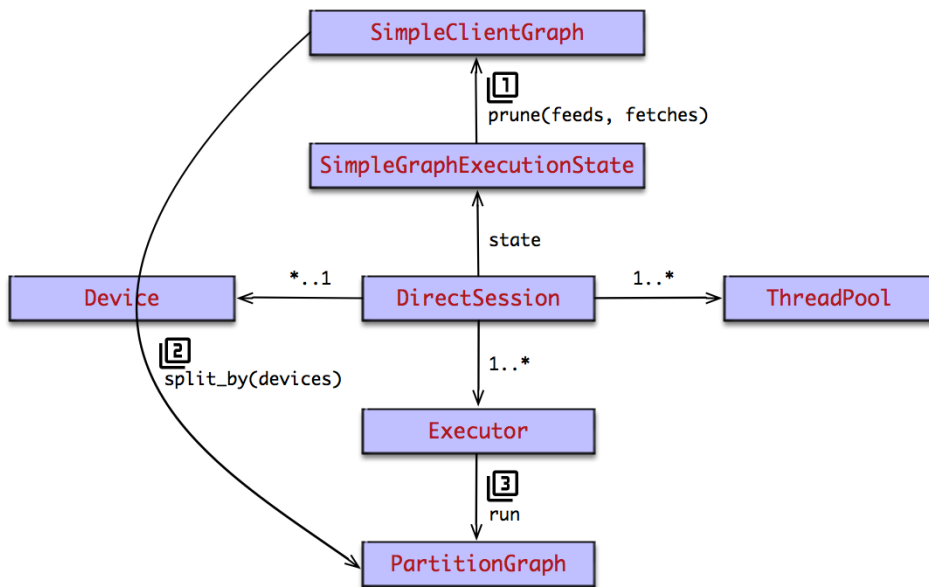 SimpleClientGraph
1
prune(feeds, fetches)
SimpleGraphExecutionState
state
*..1
1..*
Device
DirectSession
ThreadPool
2
split_by(devices)
1..*
Executor
3
run
PartitionGraph